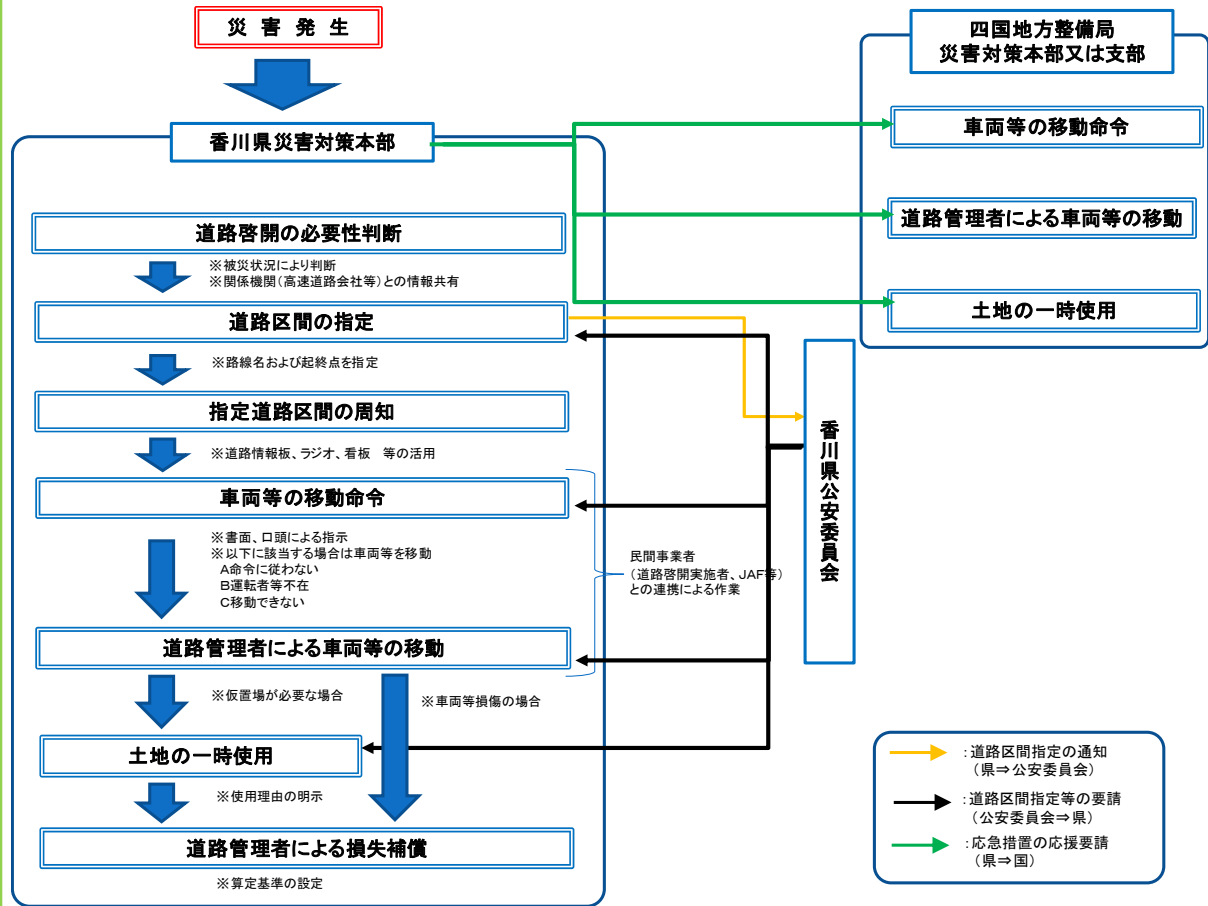 災 害 発 生
四国地方整備局
災害対策本部又は支部
車両等の移動命令
道路管理者による車両等の移動
土地の一時使用
香川県災害対策本部
道路啓開の必要性判断
※被災状況により判断
※関係機関(高速道路会社等)との情報共有
道路区間の指定
※路線名および起終点を指定
指定道路区間の周知
※道路情報板、ラジオ、看板 等の活用
車両等の移動命令
※書面、口頭による指示
※以下に該当する場合は車両等を移動
A命令に従わない
B運転者等不在
C移動できない
民間事業者
(道路啓開実施者、JAF等)
との連携による作業
香川県公安委員会
道路管理者による車両等の移動
※仮置場が必要な場合
※車両等損傷の場合
土地の一時使用
※使用理由の明示
道路管理者による損失補償
※算定基準の設定
:道路区間指定の通知
(県⇒公安委員会)
:道路区間指定等の要請
(公安委員会⇒県)
:応急措置の応援要請
(県⇒国)